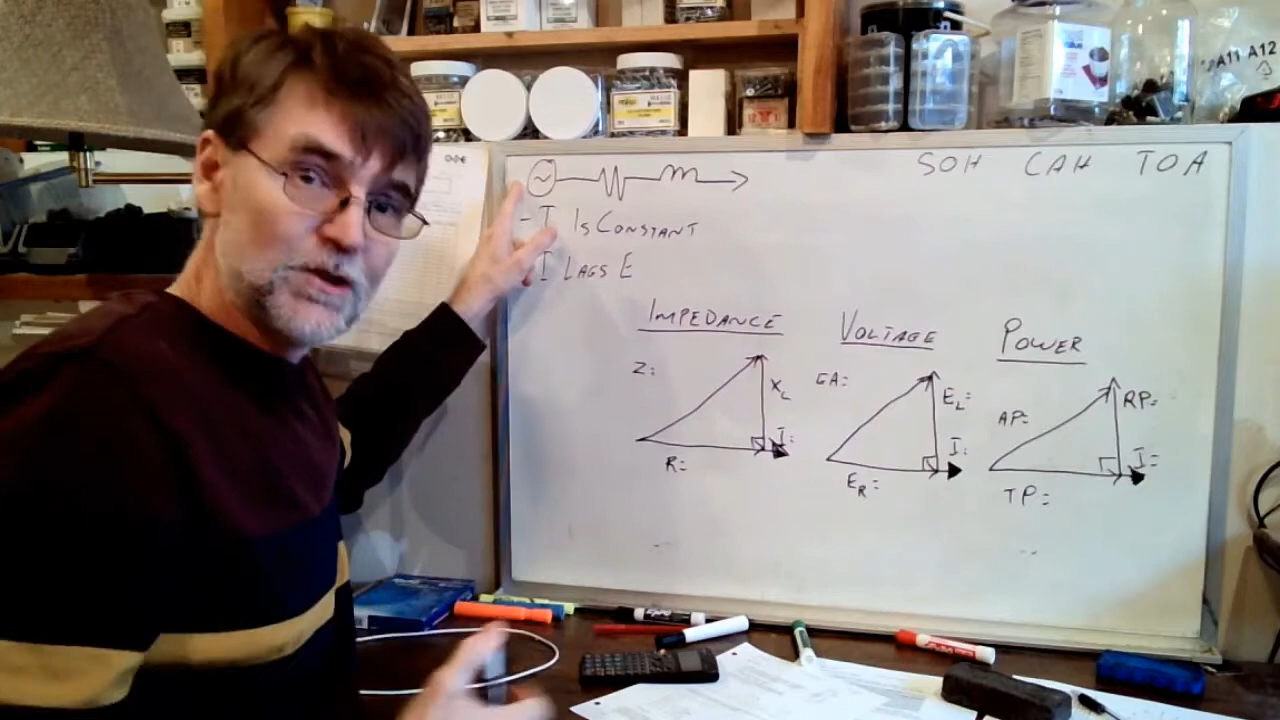 SOH CAH TOA
~
- I Is CONSTANT
I LAGS E
IMPEDANCE
VOLTAGE
POWER
Z:
XL
I:
R=
EA:
EL=
I:
ER=
AP=
RP=
I=
TP=
A11 A12